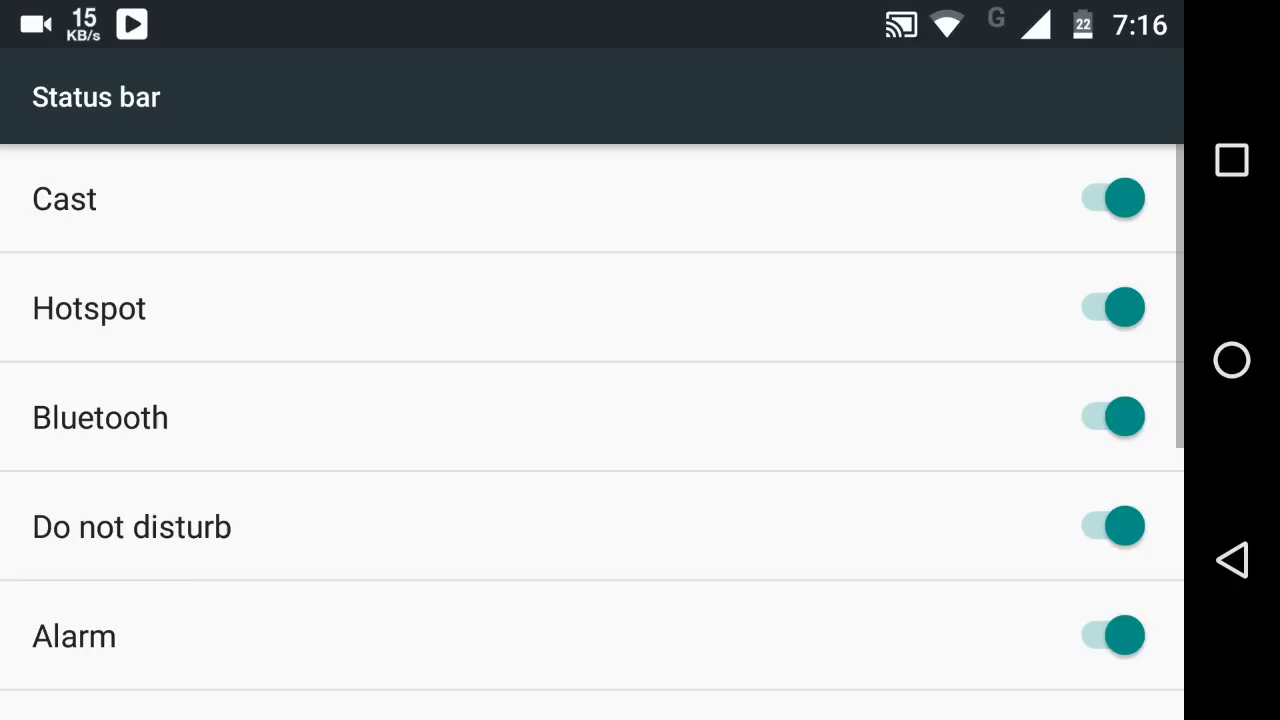 15
KB/s
G
22
7:16
Status bar
Cast
Hotspot
Bluetooth
Do not disturb
Alarm